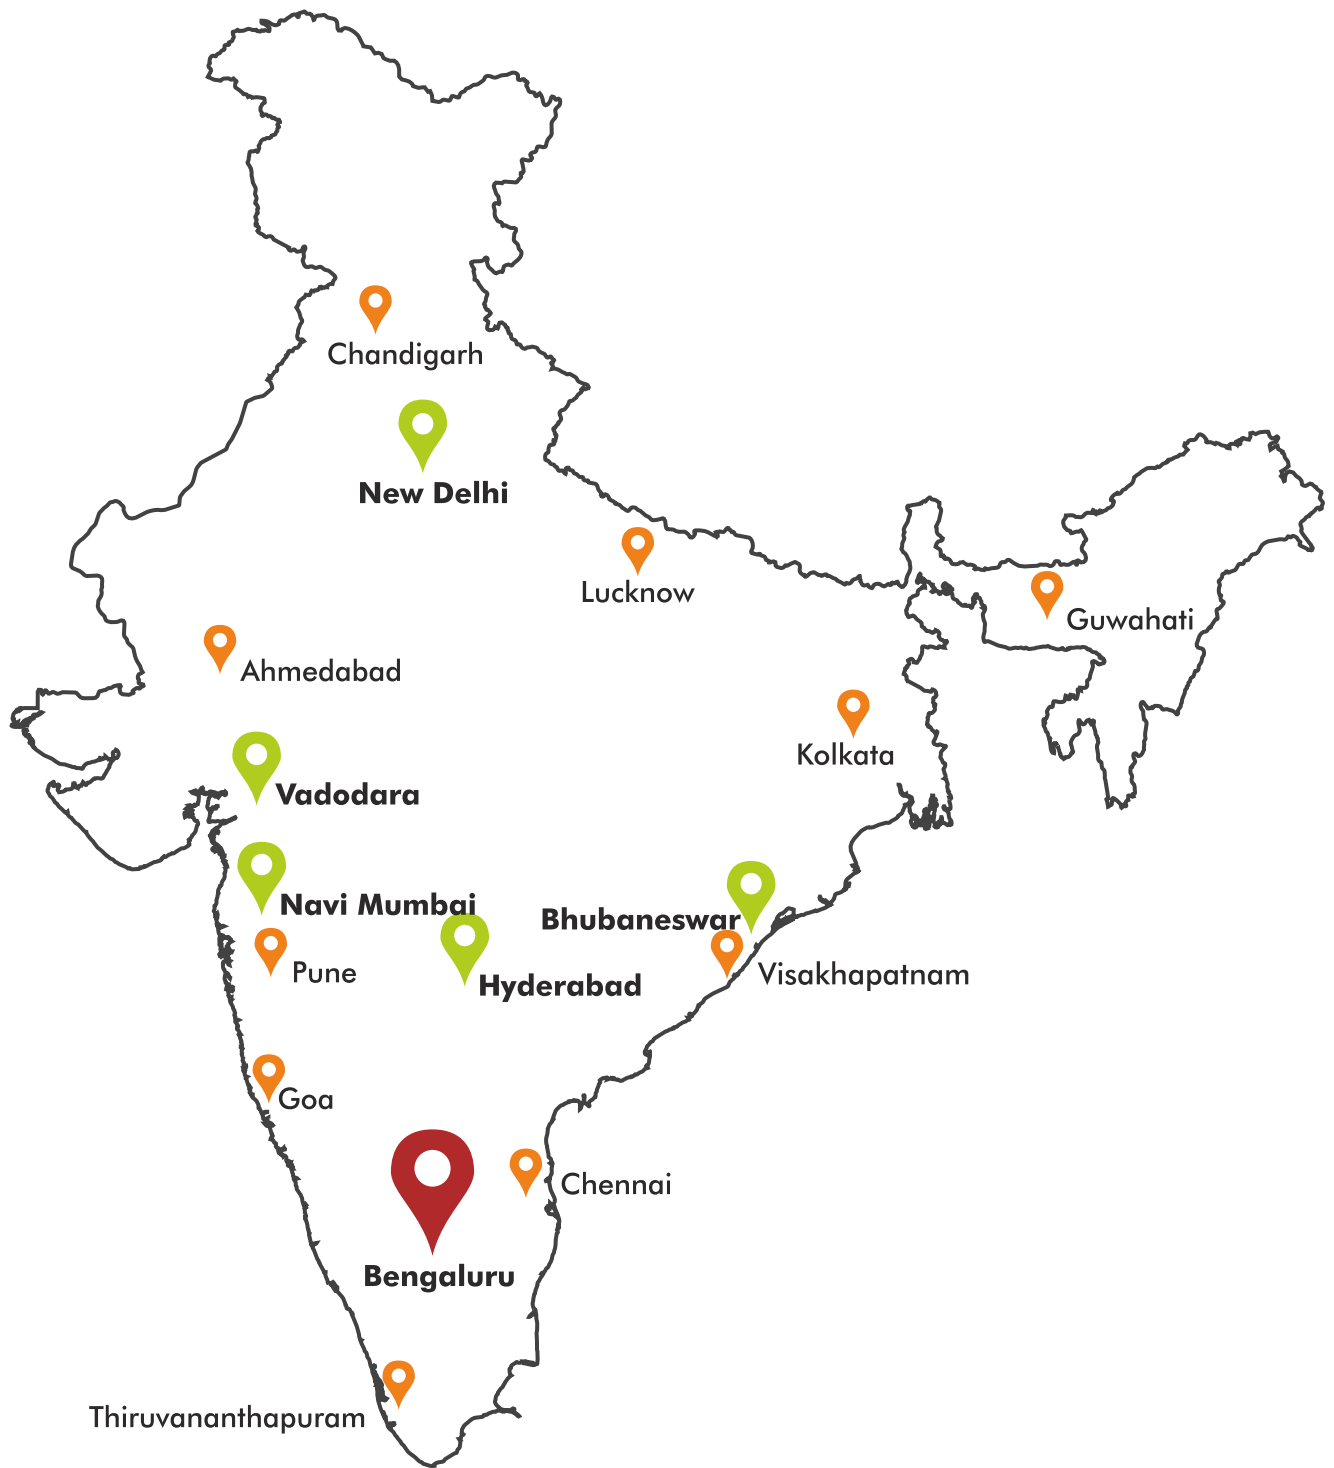 Chandigarh
New Delhi
Lucknow
Guwahati
Ahmedabad
Kolkata
Vadodara
Navi Mumbai
Bhubaneswar
Pune
Visakhapatnam
Hyderabad
Goa
Chennai
Bengaluru
Thiruvananthapuram